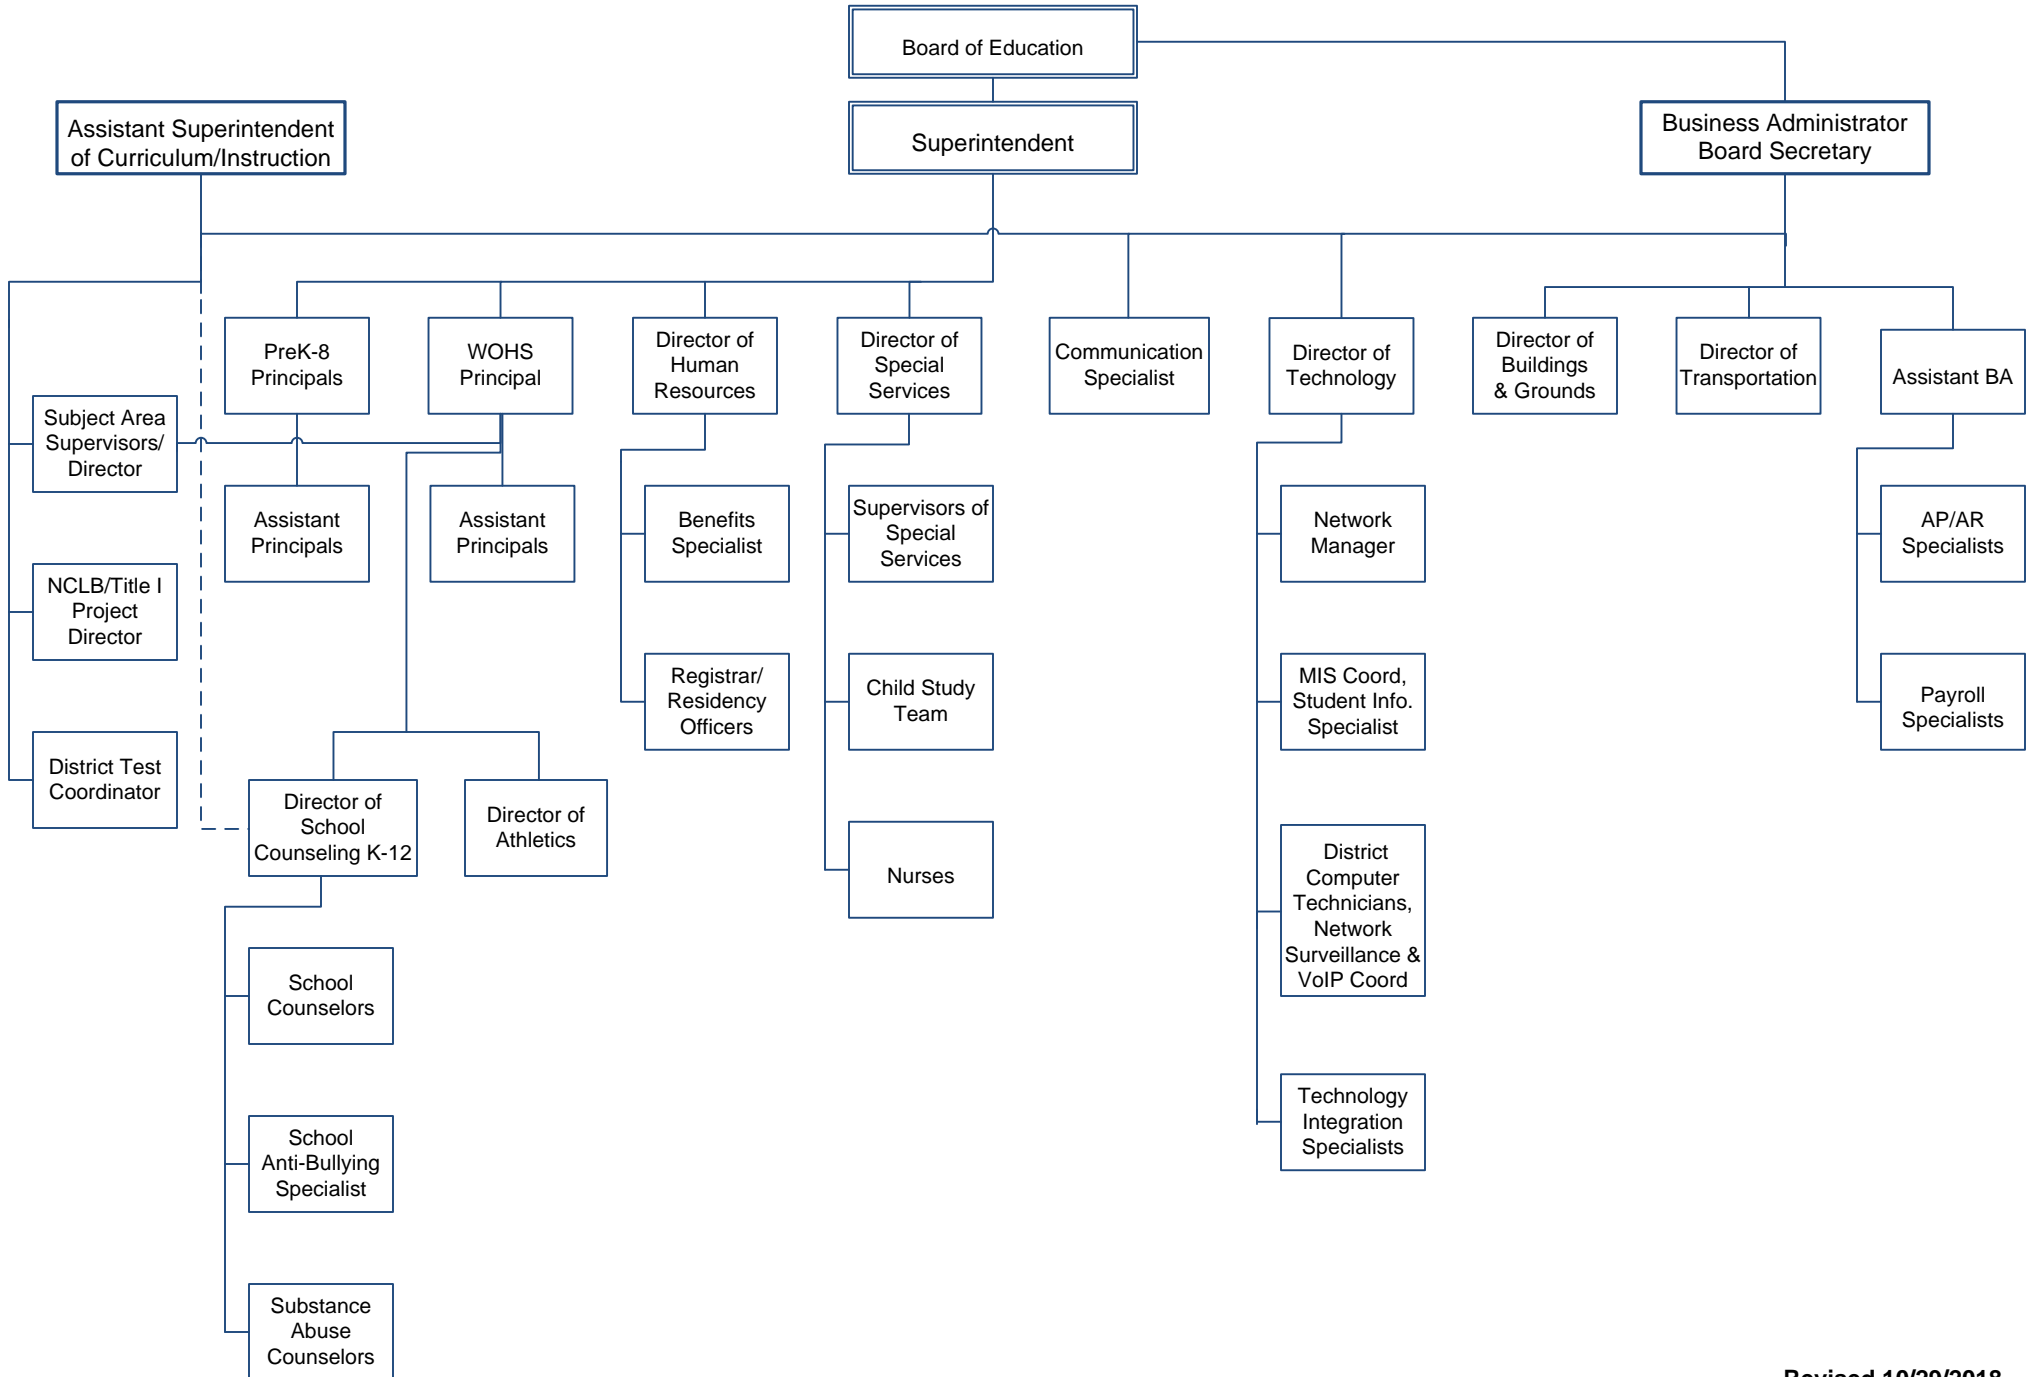 Board of Education
Assistant Superintendent
of Curriculum/Instruction
Superintendent
Business Administrator
Board Secretary
PreK-8
Principals
WOHS
Principal
Director of
Human
Resources
Director of
Special
Services
Communication
Specialist
Director of
Technology
Director of
Buildings
& Grounds
Director of
Transportation
Assistant BA
Subject Area
Supervisors/
Director
Assistant
Principals
Assistant
Principals
Benefits
Specialist
Supervisors of
Special
Services
Network
Manager
AP/AR
Specialists
NCLB/Title I
Project
Director
Registrar/
Residency
Officers
Child Study
Team
MIS Coord,
Student Info.
Specialist
Payroll
Specialists
District Test
Coordinator
Director of
School
Counseling K-12
Director of
Athletics
Nurses
District
Computer
Technicians,
Network
Surveillance &
VoIP Coord
School
Counselors
Technology
Integration
Specialists
School
Anti-Bullying
Specialist
Substance
Abuse
Counselors
Revised 10/29/2018